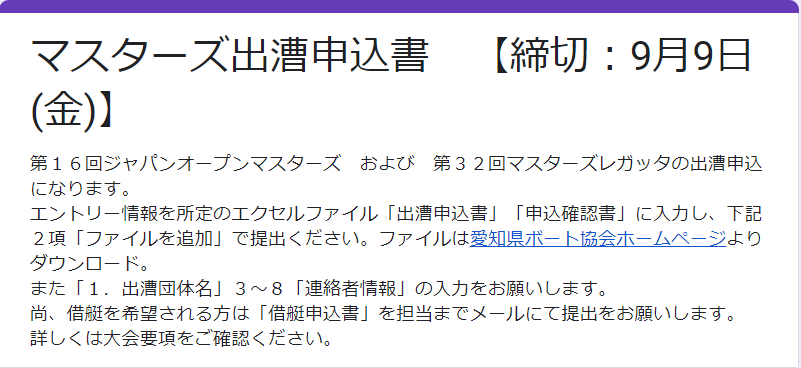 マスターズ出漕申込書　【締切：9月9日
(金)】
第１６回ジャパンオープンマスターズ　および　第３２回マスターズレガッタの出漕申込
になります。
エントリー情報を所定のエクセルファイル「出漕申込書」「申込確認書」に入力し、下記
２項「ファイルを追加」で提出ください。ファイルは愛知県ボート協会ホームページより
ダウンロード。
また「１．出漕団体名」３～８「連絡者情報」の入力をお願いします。
尚、借艇を希望される方は「借艇申込書」を担当までメールにて提出をお願いします。
詳しくは大会要項をご確認ください。